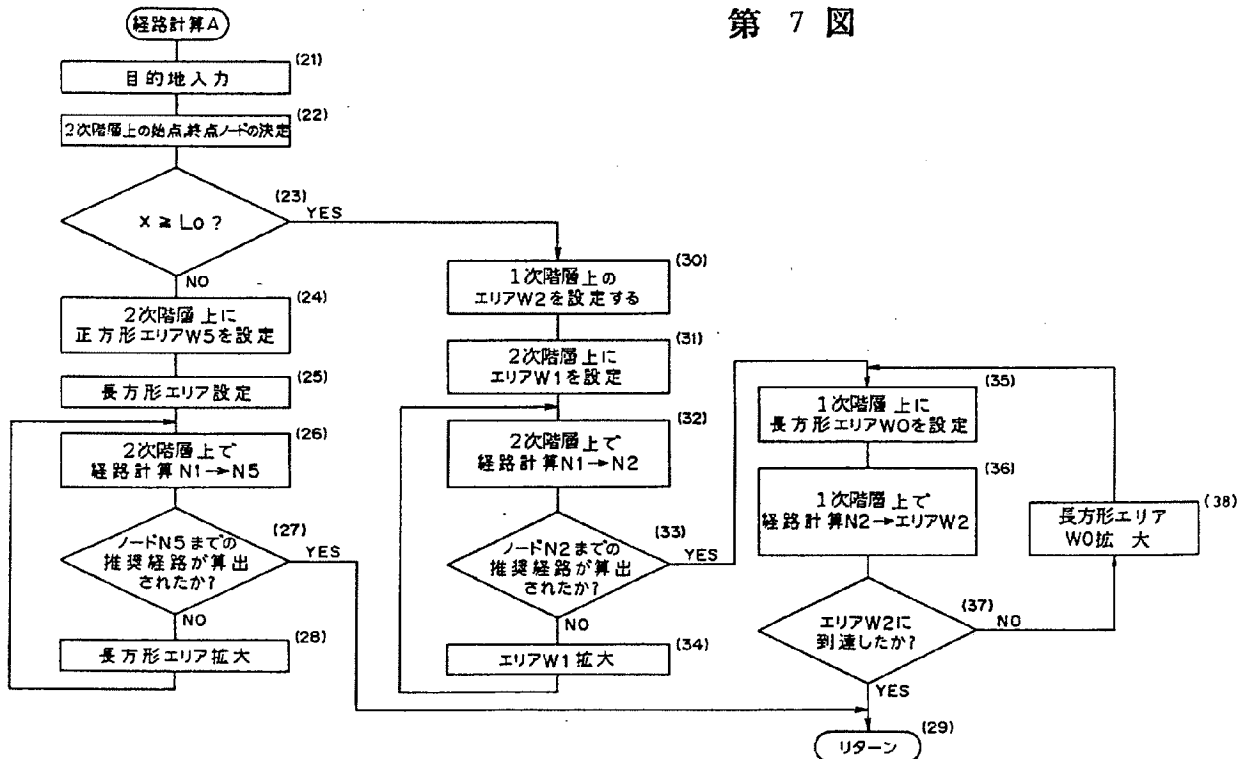 第 7 図
経路計算A
(21)
目的地入力
(22)
2次階層上の始点,終点ノードの決定
(23)
x ≧ Lo ?
YES
NO
(24)
2次階層上に
正方形エリアW5を設定
(25)
長方形エリア設定
(26)
2次階層上で
経路計算N1→N5
(27)
ノードN5までの
推奨経路が算出
されたか?
YES
NO
(28)
長方形エリア拡大
(30)
1次階層上の
エリアW2を設定する
(31)
2次階層上に
エリアW1を設定
(32)
2次階層上で
経路計算N1→N2
(33)
ノードN2までの
推奨経路が算出
されたか?
YES
NO
(34)
エリアW1拡大
(35)
1次階層上に
長方形エリアW0を設定
(36)
1次階層上で
経路計算N2→エリアW2
(37)
エリアW2に
到達したか?
NO
YES
(38)
長方形エリア
W0拡大
(29)
リターン